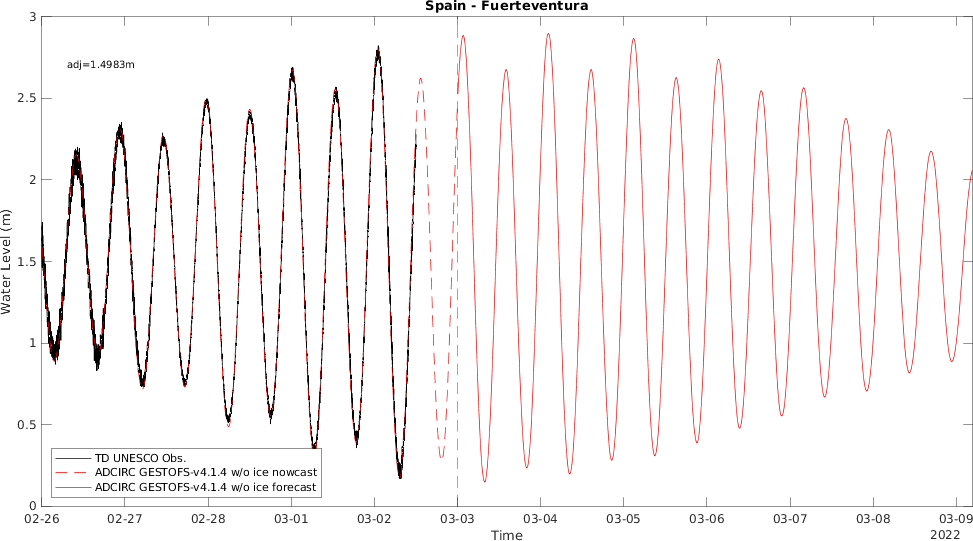 Spain - Fuerteventura
adj=1.4983m
3
2.5
2
1.5
1
0.5
0
Water Level (m)
TD UNESCO Obs.
ADCIRC GESTOFS-v4.1.4 w/o ice nowcast
ADCIRC GESTOFS-v4.1.4 w/o ice forecast
02-26 02-27 02-28 03-01 03-02 03-03 03-04 03-05 03-06 03-07 03-08 03-09
Time
2022